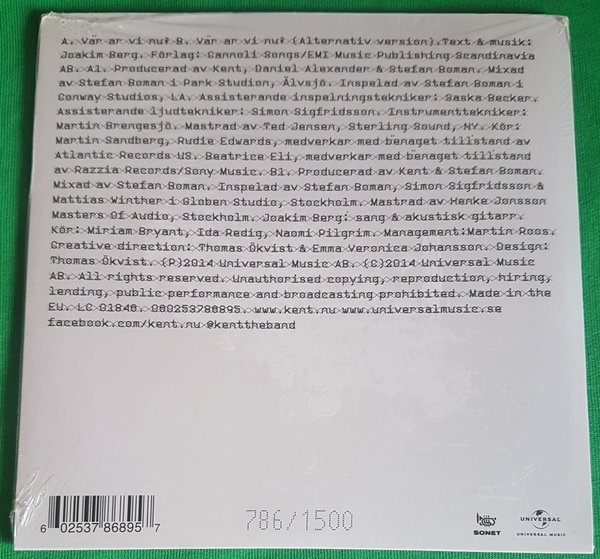 A. Var är vi nu? B. Var är vi nu? (Alternativ version).Text & musik:
Joakim Berg. Förlag: Cannoli Songs/EMI Music Publishing Scandinavia
AB. A1. Producerad av Kent, Daniel Alexander & Stefan Boman. Mixad
av Stefan Boman i Park Studion, Älvsjö. Inspelad av Stefan Boman i
Conway Studios, LA. Assisterande inspelningstekniker: Saska Becker.
Assisterande ljudtekniker: Simon Sigfridsson. Instrumenttekniker:
Martin Brengesjö. Mastrad av Ted Jensen, Sterling Sound, NY. Kör:
Martin Sandberg, Rudie Edwards, medverkar med benäget tillstånd av
Atlantic Records US. Beatrice Eli, medverkar med benäget tillstånd
av Razzia Records/Sony Music. B1. Producerad av Kent & Stefan Boman.
Mixad av Stefan Boman. Inspelad av Stefan Boman, Simon Sigfridsson &
Mattias Winther i Globen Studio, Stockholm. Mastrad av Henke Jonsson
Masters Of Audio, Stockholm. Joakim Berg: sång & akustisk gitarr.
Kör: Miriam Bryant, Ida Redig, Naomi Pilgrim. Management:Martin Roos.
Creative direction: Thomas Ökvist & Emma Veronica Johansson. Design:
Thomas Ökvist. (P)2014 Universal Music AB. (C)2014 Universal Music
AB. All rights reserved. Unauthorised copying, reproduction, hiring,
lending, public performance and broadcasting prohibited. Made in the
EU. LC 01840. 000253786895. www.kent.nu www.universalmusic.se
facebook.com/kent.nu @kenttheband
6 02537 86895 7
786/1500
SONET
UNIVERSAL
UNIVERSAL MUSIC